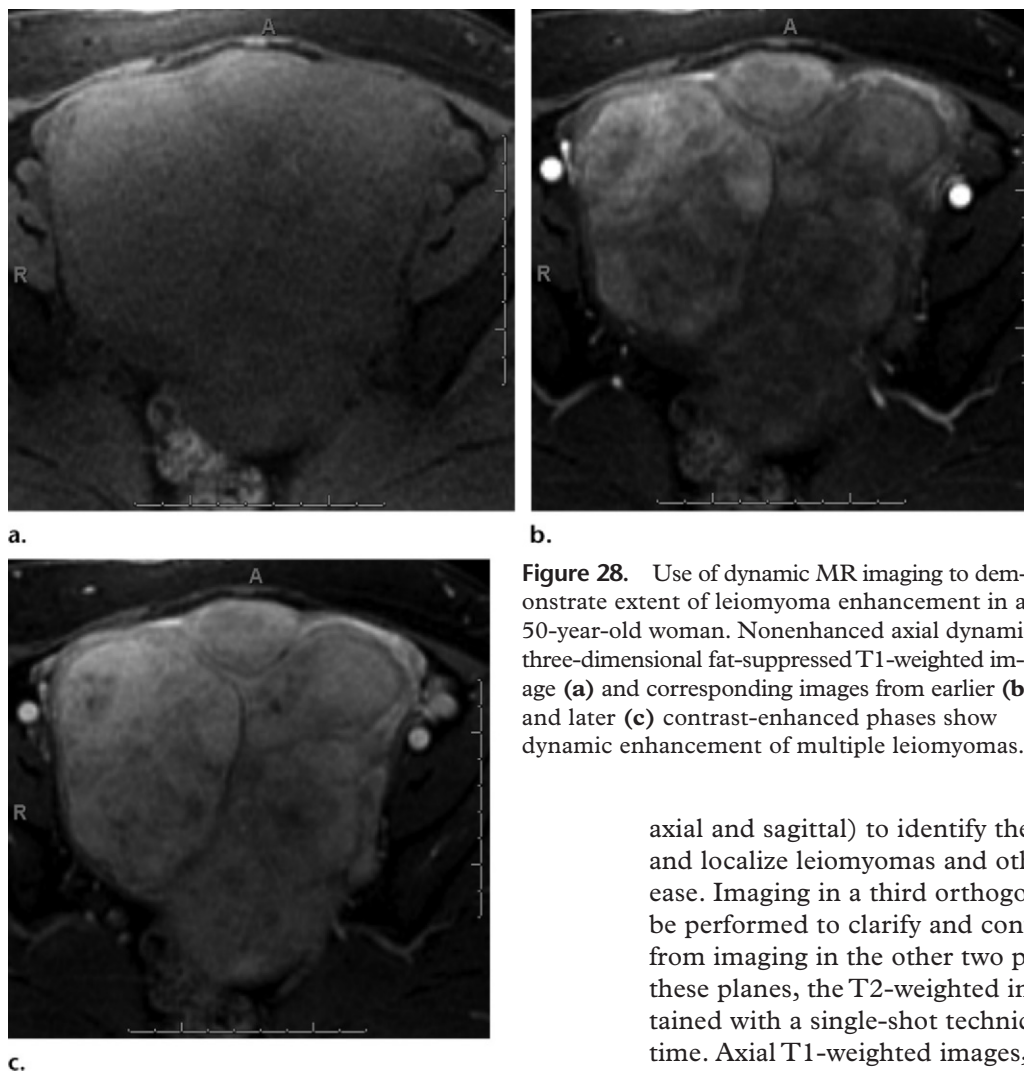 A
R
a.
A
R
b.
A
R
c.
Figure 28. Use of dynamic MR imaging to dem-
onstrate extent of leiomyoma enhancement in a
50-year-old woman. Nonenhanced axial dynami
three-dimensional fat-suppressed T1-weighted im-
age (a) and corresponding images from earlier (b
and later (c) contrast-enhanced phases show
dynamic enhancement of multiple leiomyomas.
axial and sagittal) to identify the
and localize leiomyomas and oth
ease. Imaging in a third orthogo
be performed to clarify and con
from imaging in the other two p
these planes, the T2-weighted in
tained with a single-shot techni
time. Axial T1-weighted images,